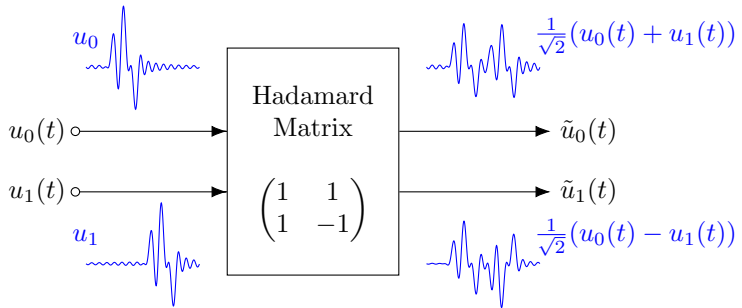 u₀
1/√2 (u₀(t) + u₁(t))
Hadamard
Matrix
u₀(t)
ũ₀(t)
u₁(t)
ũ₁(t)
(1 1
1 −1)
u₁
1/√2 (u₀(t) − u₁(t))